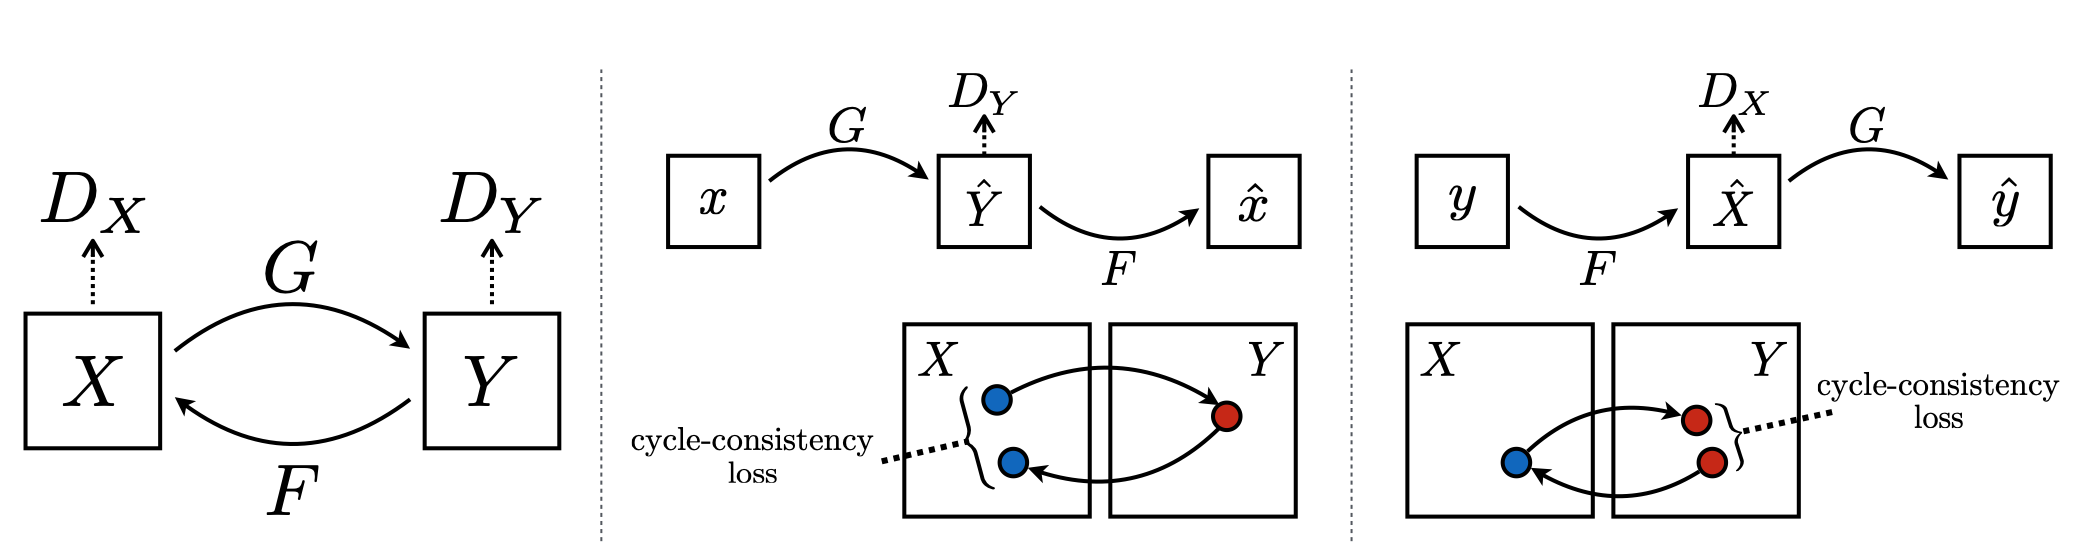 D_X
D_Y
G
X
Y
F
D_Y
G
x
Ŷ
x̂
F
X
Y
cycle-consistency
loss
D_X
G
y
X̂
ŷ
F
X
Y
cycle-consistency
loss